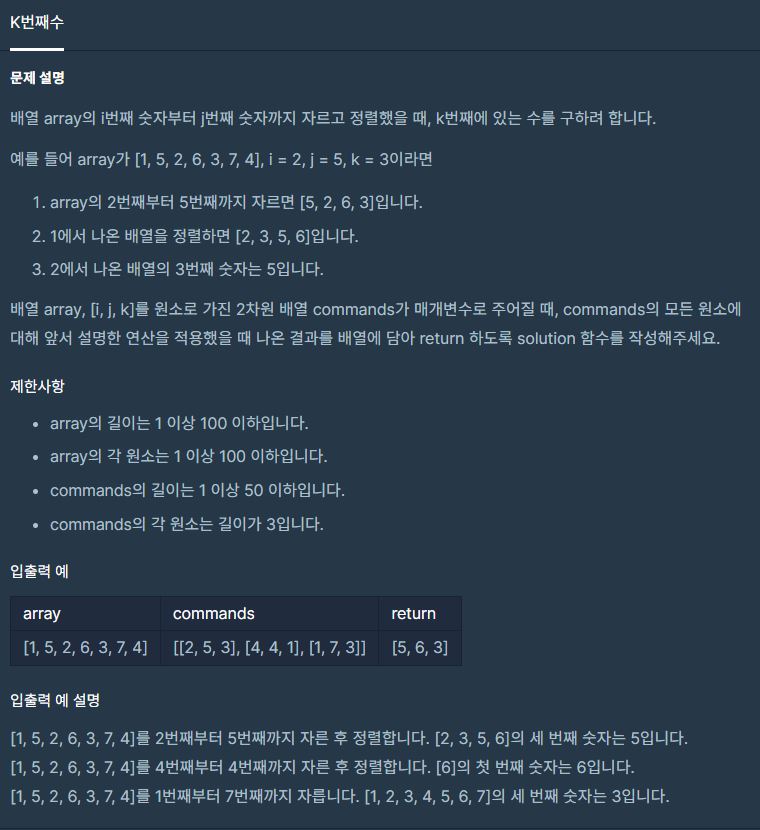 K번째수
문제 설명
배열 array의 i번째 숫자부터 j번째 숫자까지 자르고 정렬했을 때, k번째에 있는 수를 구하려 합니다.
예를 들어 array가 [1, 5, 2, 6, 3, 7, 4], i = 2, j = 5, k = 3이라면
1. array의 2번째부터 5번째까지 자르면 [5, 2, 6, 3]입니다.
2. 1에서 나온 배열을 정렬하면 [2, 3, 5, 6]입니다.
3. 2에서 나온 배열의 3번째 숫자는 5입니다.
배열 array, [i, j, k]를 원소로 가진 2차원 배열 commands가 매개변수로 주어질 때, commands의 모든 원소에
대해 앞서 설명한 연산을 적용했을 때 나온 결과를 배열에 담아 return 하도록 solution 함수를 작성해주세요.
제한사항
• array의 길이는 1 이상 100 이하입니다.
• array의 각 원소는 1 이상 100 이하입니다.
• commands의 길이는 1 이상 50 이하입니다.
• commands의 각 원소는 길이가 3입니다.
입출력 예
array commands return
[1, 5, 2, 6, 3, 7, 4] [[2, 5, 3], [4, 4, 1], [1, 7, 3]] [5, 6, 3]
입출력 예 설명
[1, 5, 2, 6, 3, 7, 4]를 2번째부터 5번째까지 자른 후 정렬합니다. [2, 3, 5, 6]의 세 번째 숫자는 5입니다.
[1, 5, 2, 6, 3, 7, 4]를 4번째부터 4번째까지 자른 후 정렬합니다. [6]의 첫 번째 숫자는 6입니다.
[1, 5, 2, 6, 3, 7, 4]를 1번째부터 7번째까지 자릅니다. [1, 2, 3, 4, 5, 6, 7]의 세 번째 숫자는 3입니다.